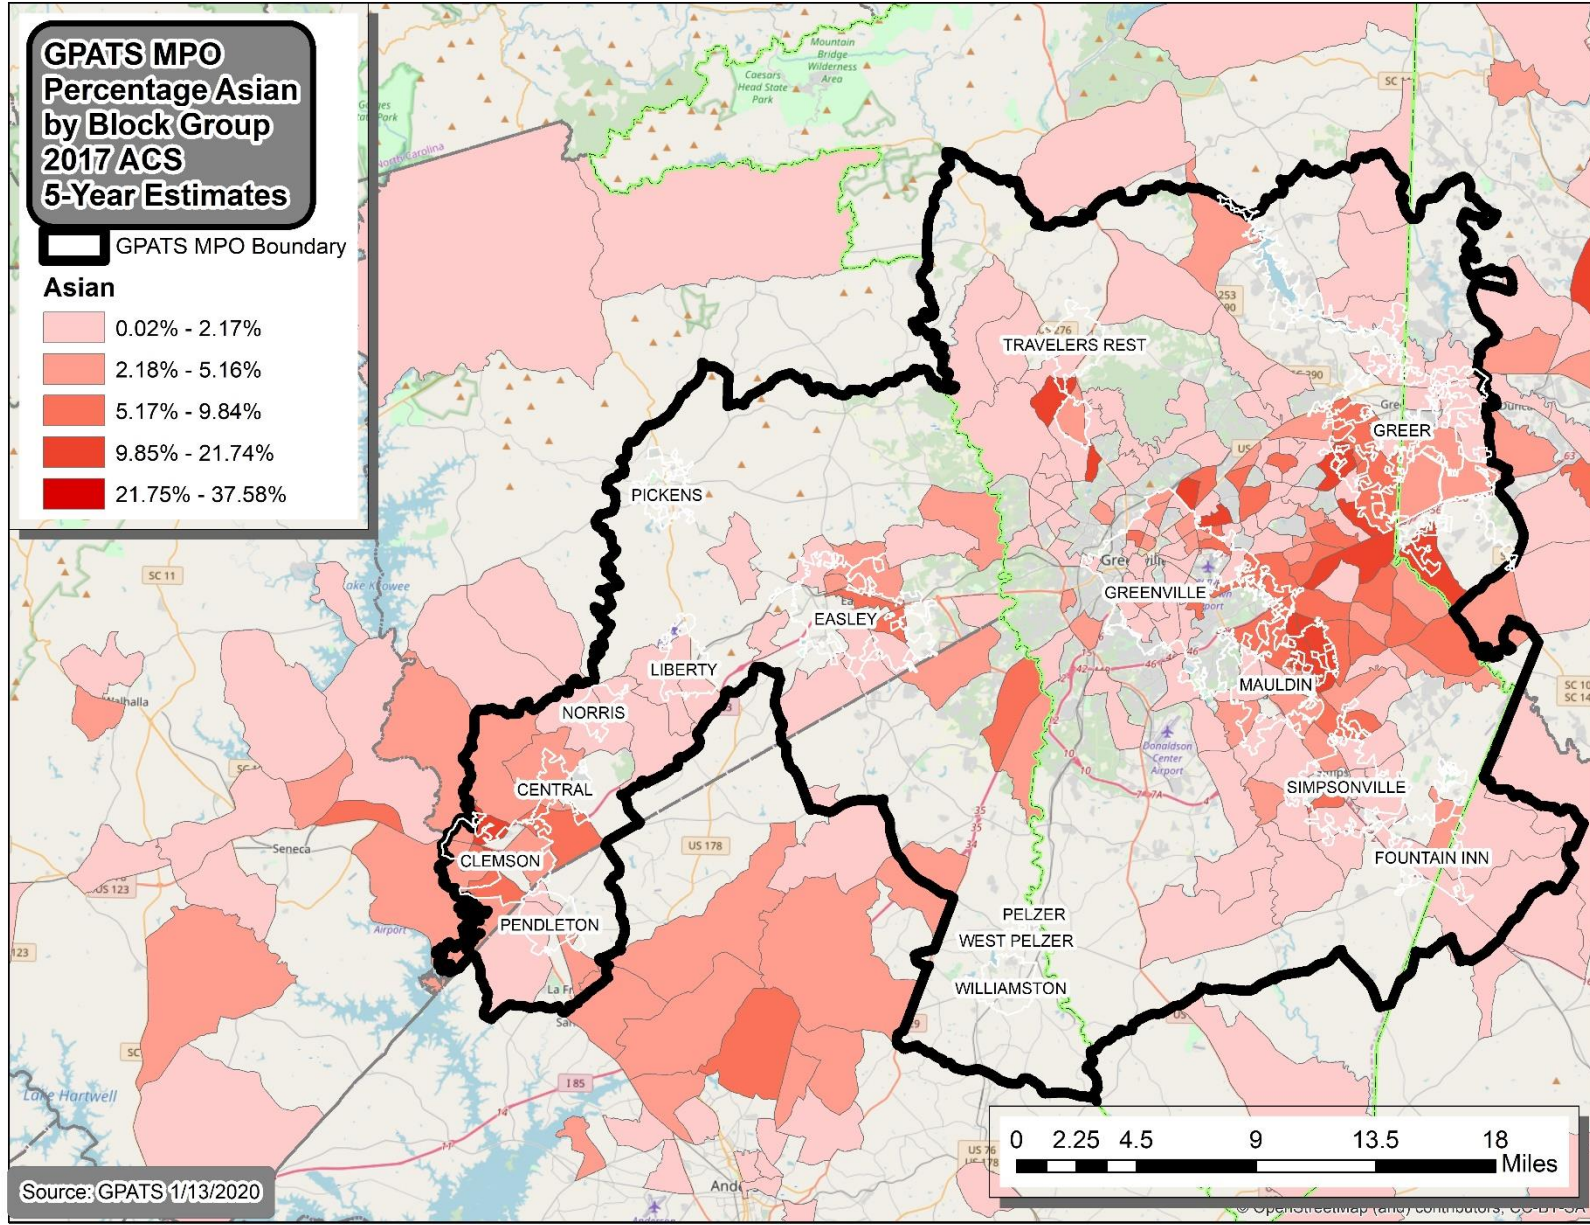 GPATS MPO
Percentage Asian
by Block Group
2017 ACS
5-Year Estimates
GPATS MPO Boundary
Asian
0.02% - 2.17%
2.18% - 5.16%
5.17% - 9.84%
9.85% - 21.74%
21.75% - 37.58%
Mountain
Bridge
Wilderness
Area
Caesars
Head State
Park
North Carolina
TRAVELERS REST
GREER
PICKENS
SC 11
GREENVILLE
EASLEY
LIBERTY
MAULDIN
NORRIS
Donaldson
Center
Airport
CENTRAL
SIMPSONVILLE
Seneca
US 178
CLEMSON
FOUNTAIN INN
US 123
PENDLETON
Airport
PELZER
WEST PELZER
WILLIAMSTON
I 85
Lake Hartwell
0 2.25 4.5 9 13.5 18
Miles
Source: GPATS 1/13/2020